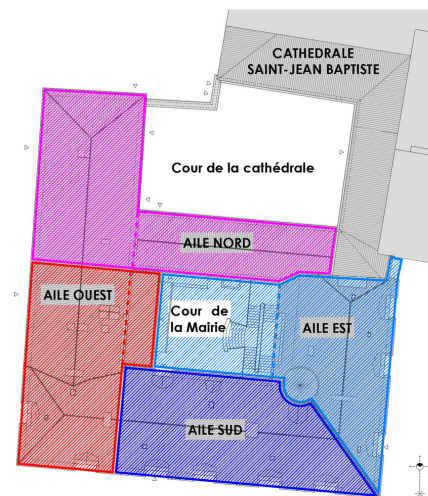 CATHEDRALE
SAINT-JEAN BAPTISTE
Cour de la cathédrale
AILE NORD
AILE OUEST
Cour de
la Mairie
AILE EST
AILE SUD